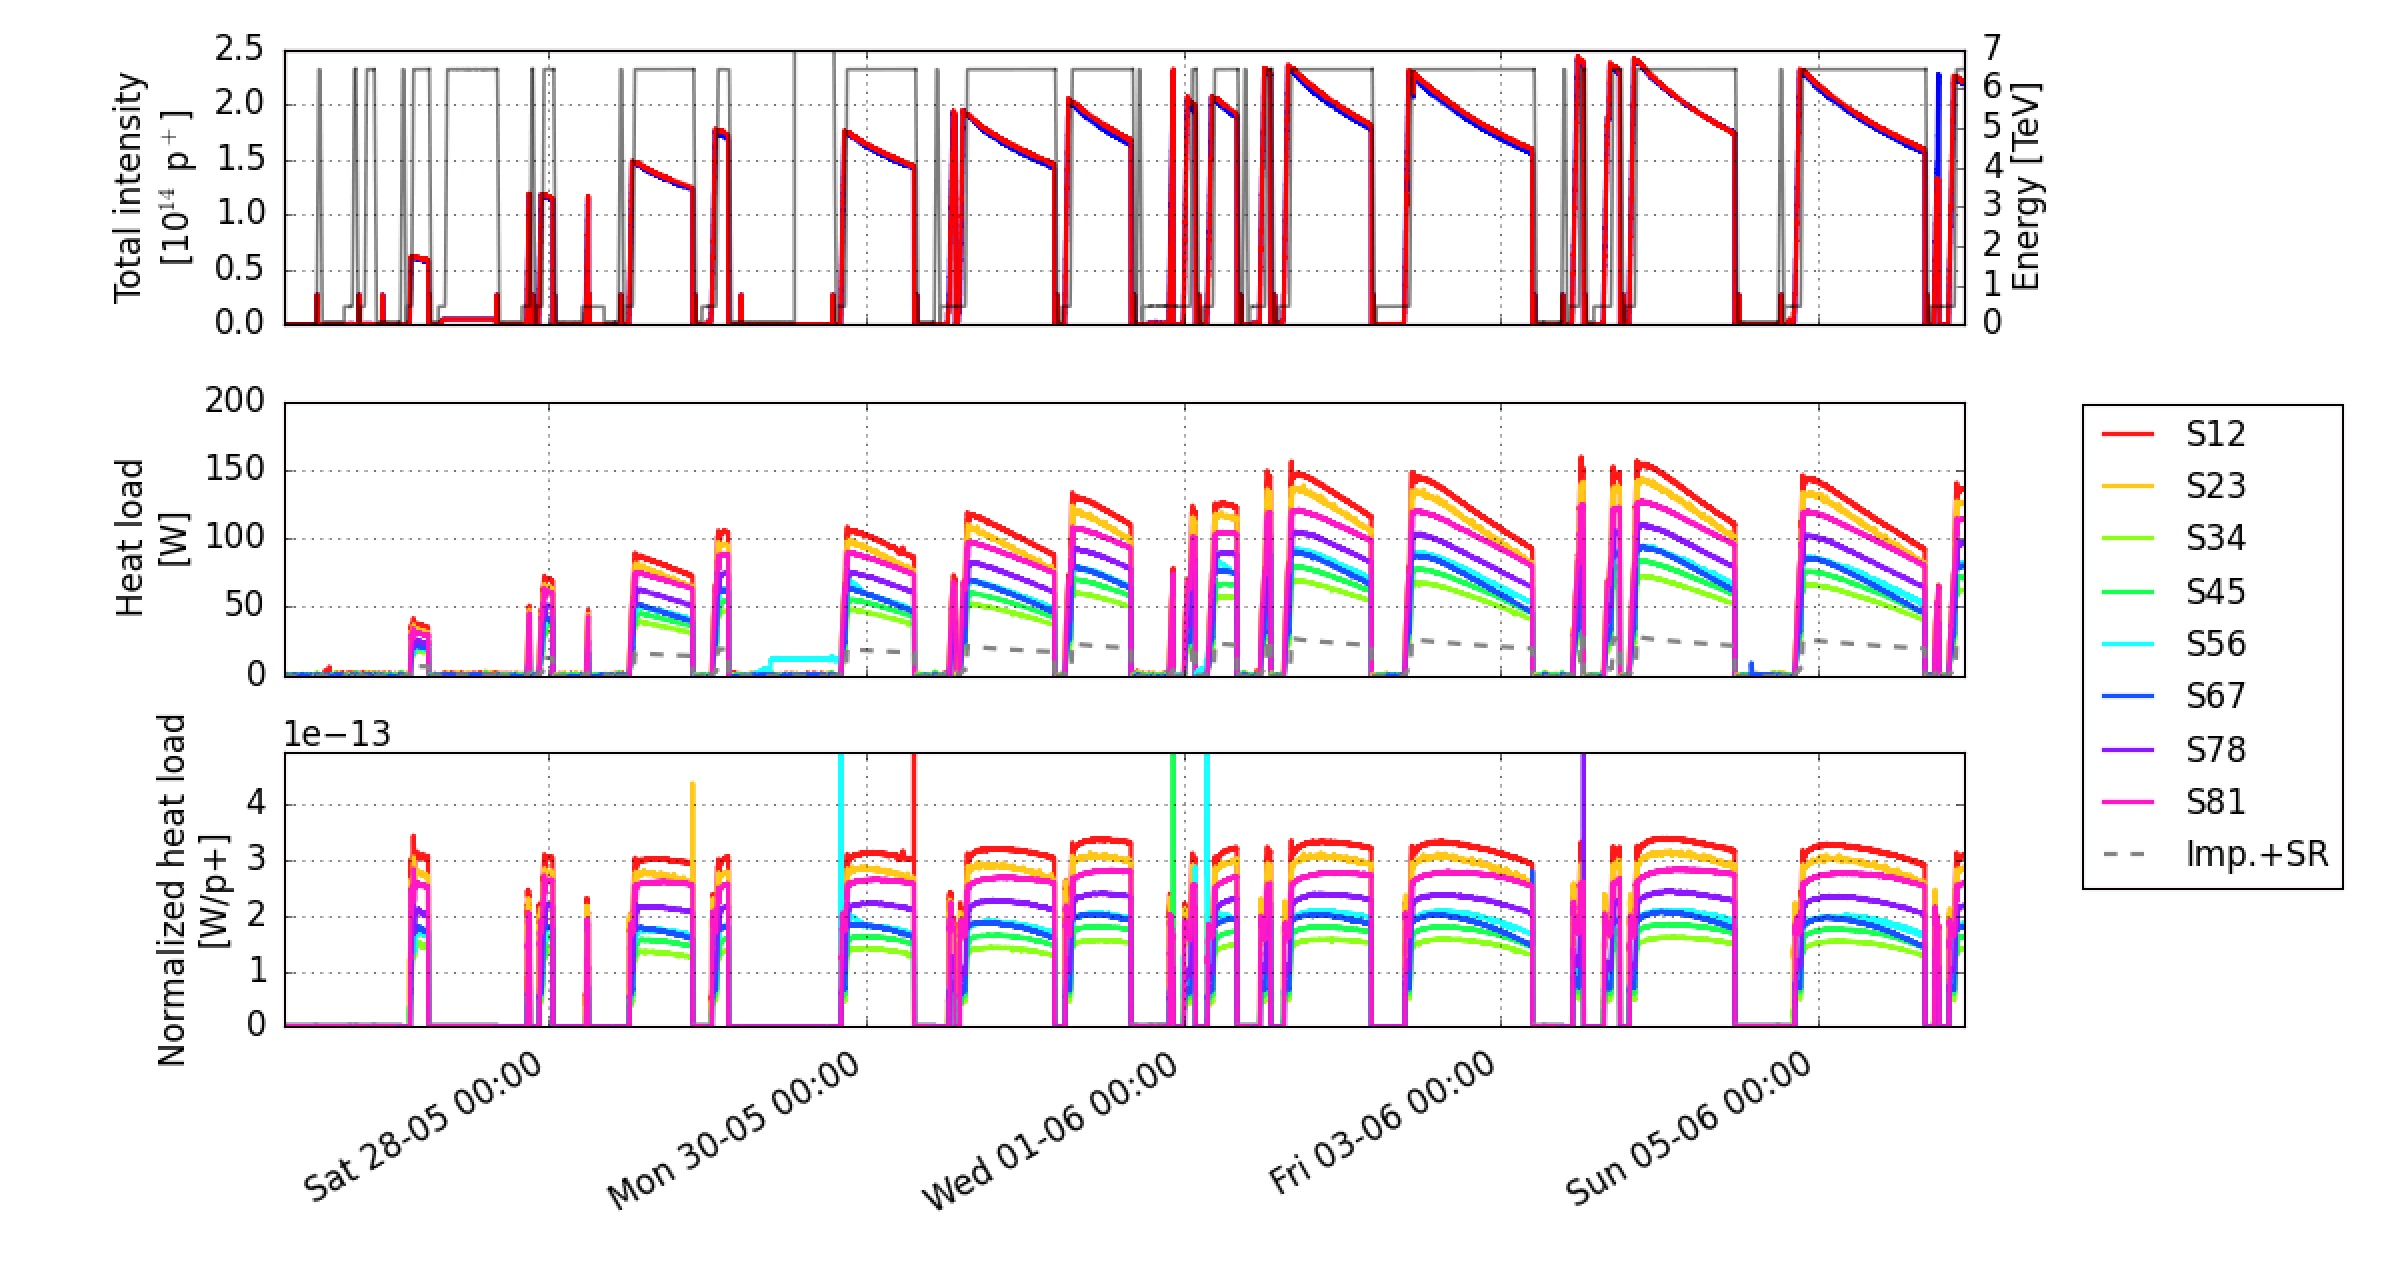 Total intensity
[10¹⁴ p⁺]
2.5
2.0
1.5
1.0
0.5
0.0
7
6
5
4
3
2
1
0
Energy [TeV]
Heat load
[W]
200
150
100
50
0
Normalized heat load
[W/p+]
1e−13
4
3
2
1
0
Sat 28-05 00:00
Mon 30-05 00:00
Wed 01-06 00:00
Fri 03-06 00:00
Sun 05-06 00:00
S12
S23
S34
S45
S56
S67
S78
S81
Imp.+SR